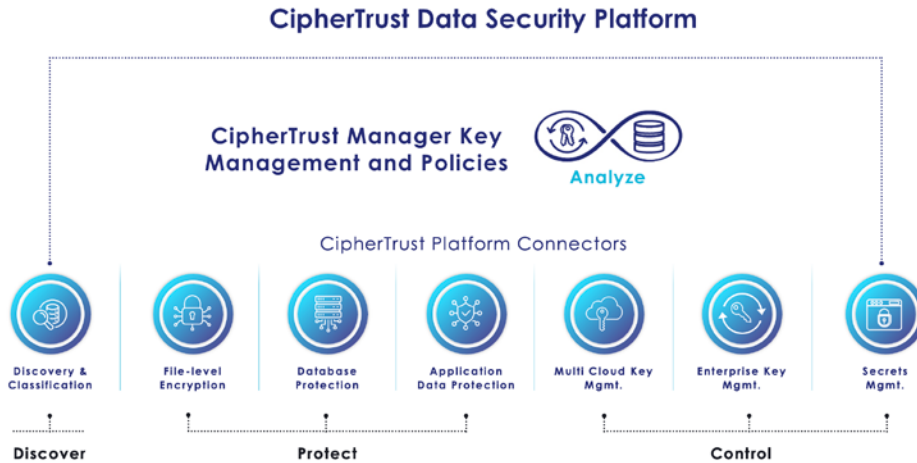 CipherTrust Data Security Platform
CipherTrust Manager Key
Management and Policies
Analyze
CipherTrust Platform Connectors
Discovery &
Classification
File-level
Encryption
Database
Protection
Application
Data Protection
Multi Cloud Key
Mgmt.
Enterprise Key
Mgmt.
Secrets
Mgmt.
Discover
Protect
Control